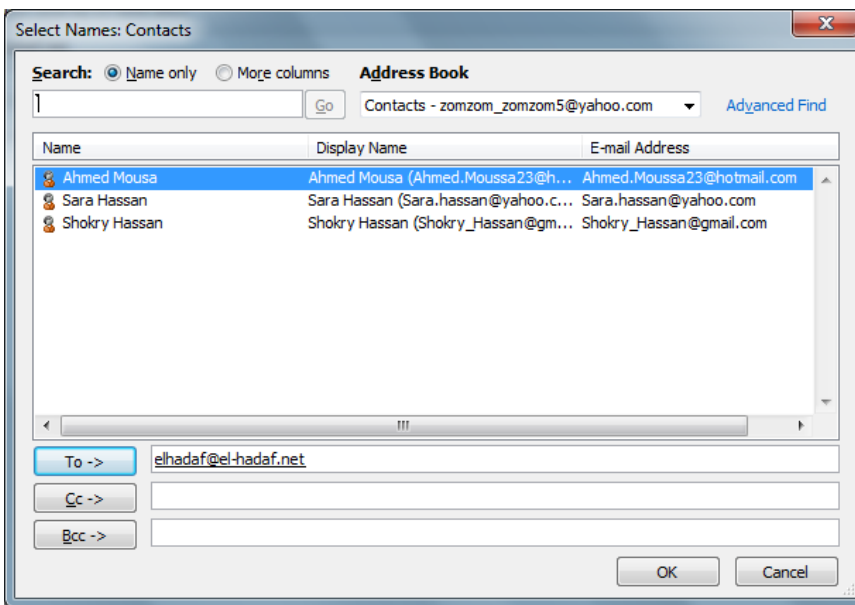 Select Names: Contacts
Search: Name only More columns Address Book
Go Contacts - zomzom_zomzom5@yahoo.com Advanced Find
Name Display Name E-mail Address
Ahmed Mousa Ahmed Mousa (Ahmed.Moussa23@h... Ahmed.Moussa23@hotmail.com
Sara Hassan Sara Hassan (Sara.hassan@yahoo.c... Sara.hassan@yahoo.com
Shokry Hassan Shokry Hassan (Shokry_Hassan@gm... Shokry_Hassan@gmail.com
To -> elhadaf@el-hadaf.net
Cc ->
Bcc ->
OK Cancel